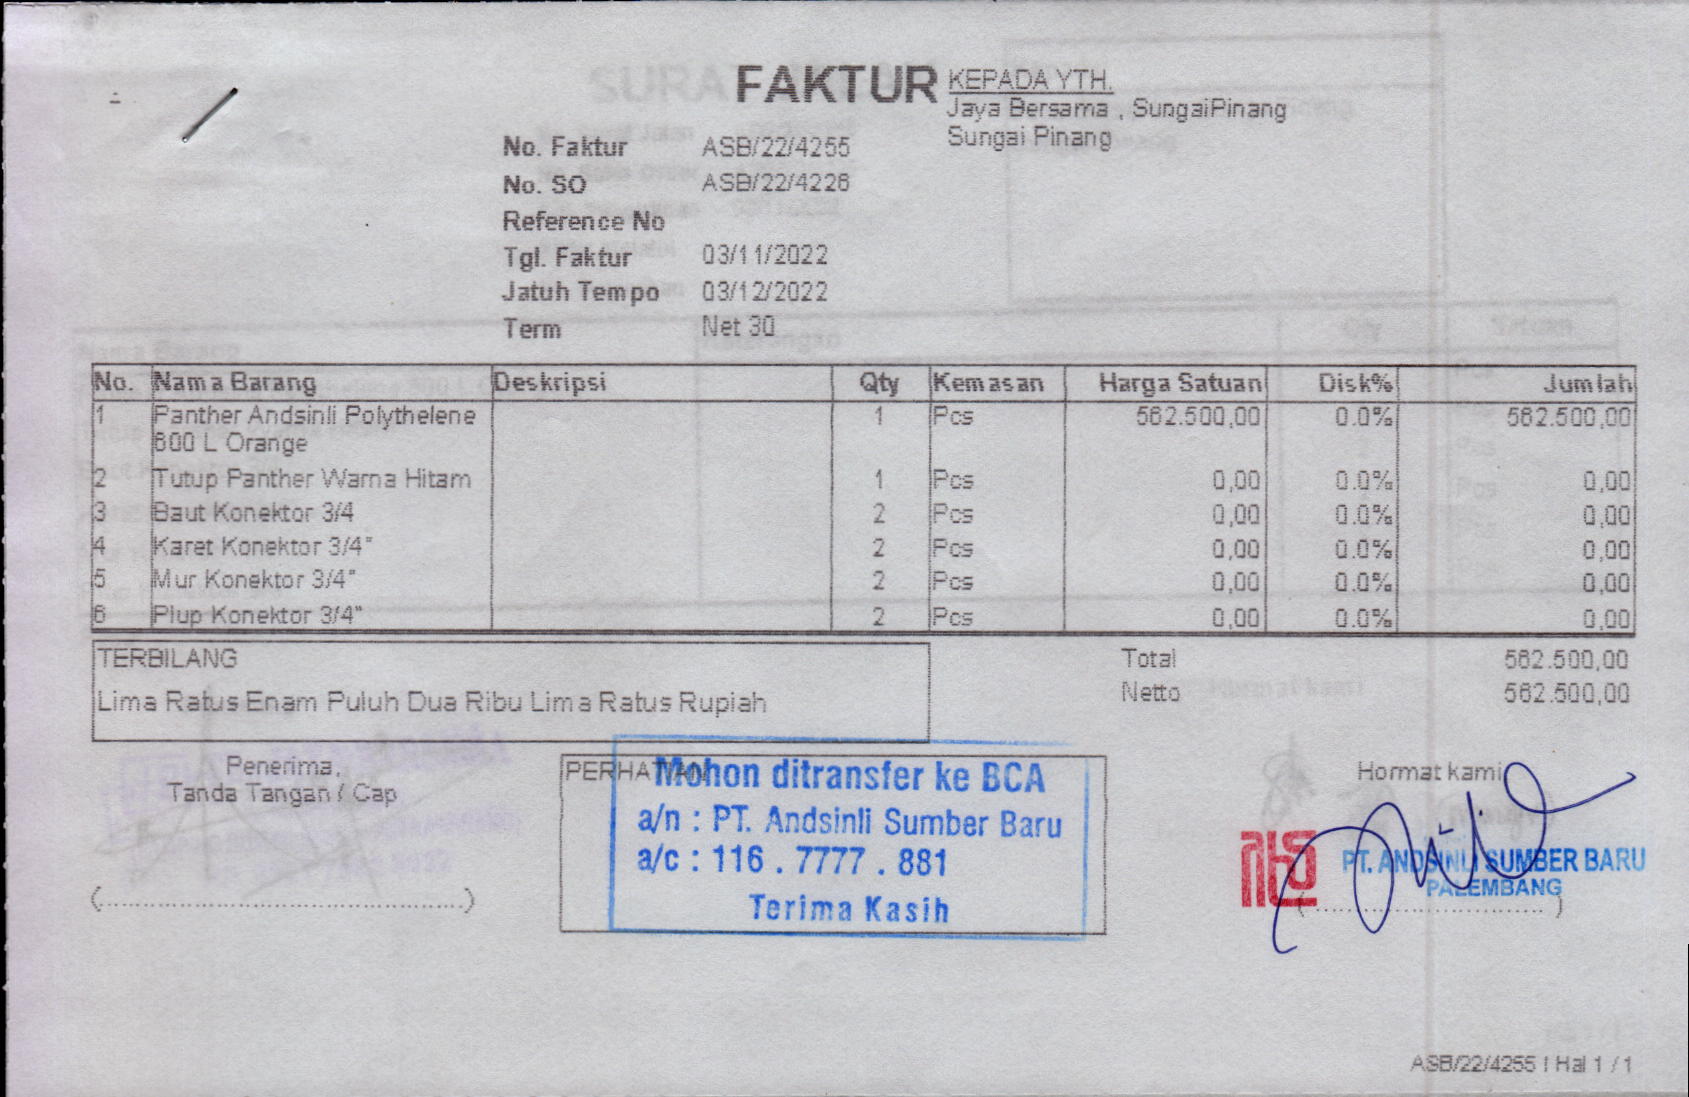 FAKTUR
KEPADA YTH.
Jaya Bersama , SungaiPinang
Sungai Pinang
No. Faktur ASB/22/4255
No. SO ASB/22/4226
Reference No
Tgl. Faktur 03/11/2022
Jatuh Tempo 03/12/2022
Term Net 30
No. Nama Barang Deskripsi Qty Kemasan Harga Satuan Disk% Jumlah
1 Panther Andsinli Polythelene 1 Pcs 562.500,00 0.0% 562.500,00
600 L Orange
2 Tutup Panther Warna Hitam 1 Pcs 0,00 0.0% 0,00
3 Baut Konektor 3/4 2 Pcs 0,00 0.0% 0,00
4 Karet Konektor 3/4" 2 Pcs 0,00 0.0% 0,00
5 Mur Konektor 3/4" 2 Pcs 0,00 0.0% 0,00
6 Plup Konektor 3/4" 2 Pcs 0,00 0.0% 0,00
TERBILANG
Lima Ratus Enam Puluh Dua Ribu Lima Ratus Rupiah
Total 562.500,00
Netto 562.500,00
Penerima,
Tanda Tangan / Cap
(................................................)
PERHATIAN
Mohon ditransfer ke BCA
a/n : PT. Andsinli Sumber Baru
a/c : 116 . 7777 . 881
Terima Kasih
Hormat kami
PT. ANDSINLI SUMBER BARU
PALEMBANG
(................................)
ASB/22/4255 / Hal 1 / 1